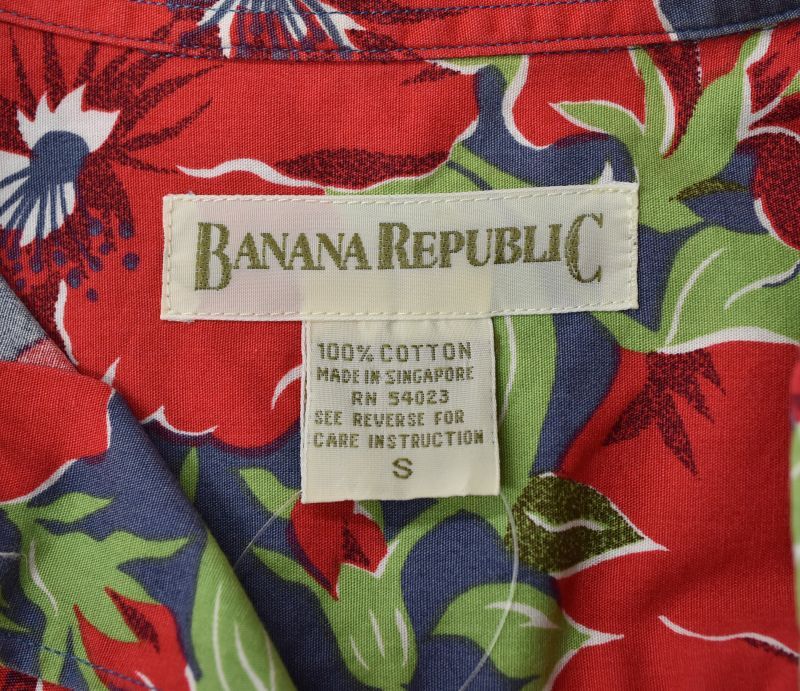 BANANA REPUBLIC
100% COTTON
MADE IN SINGAPORE
RN 54023
SEE REVERSE FOR
CARE INSTRUCTION
S